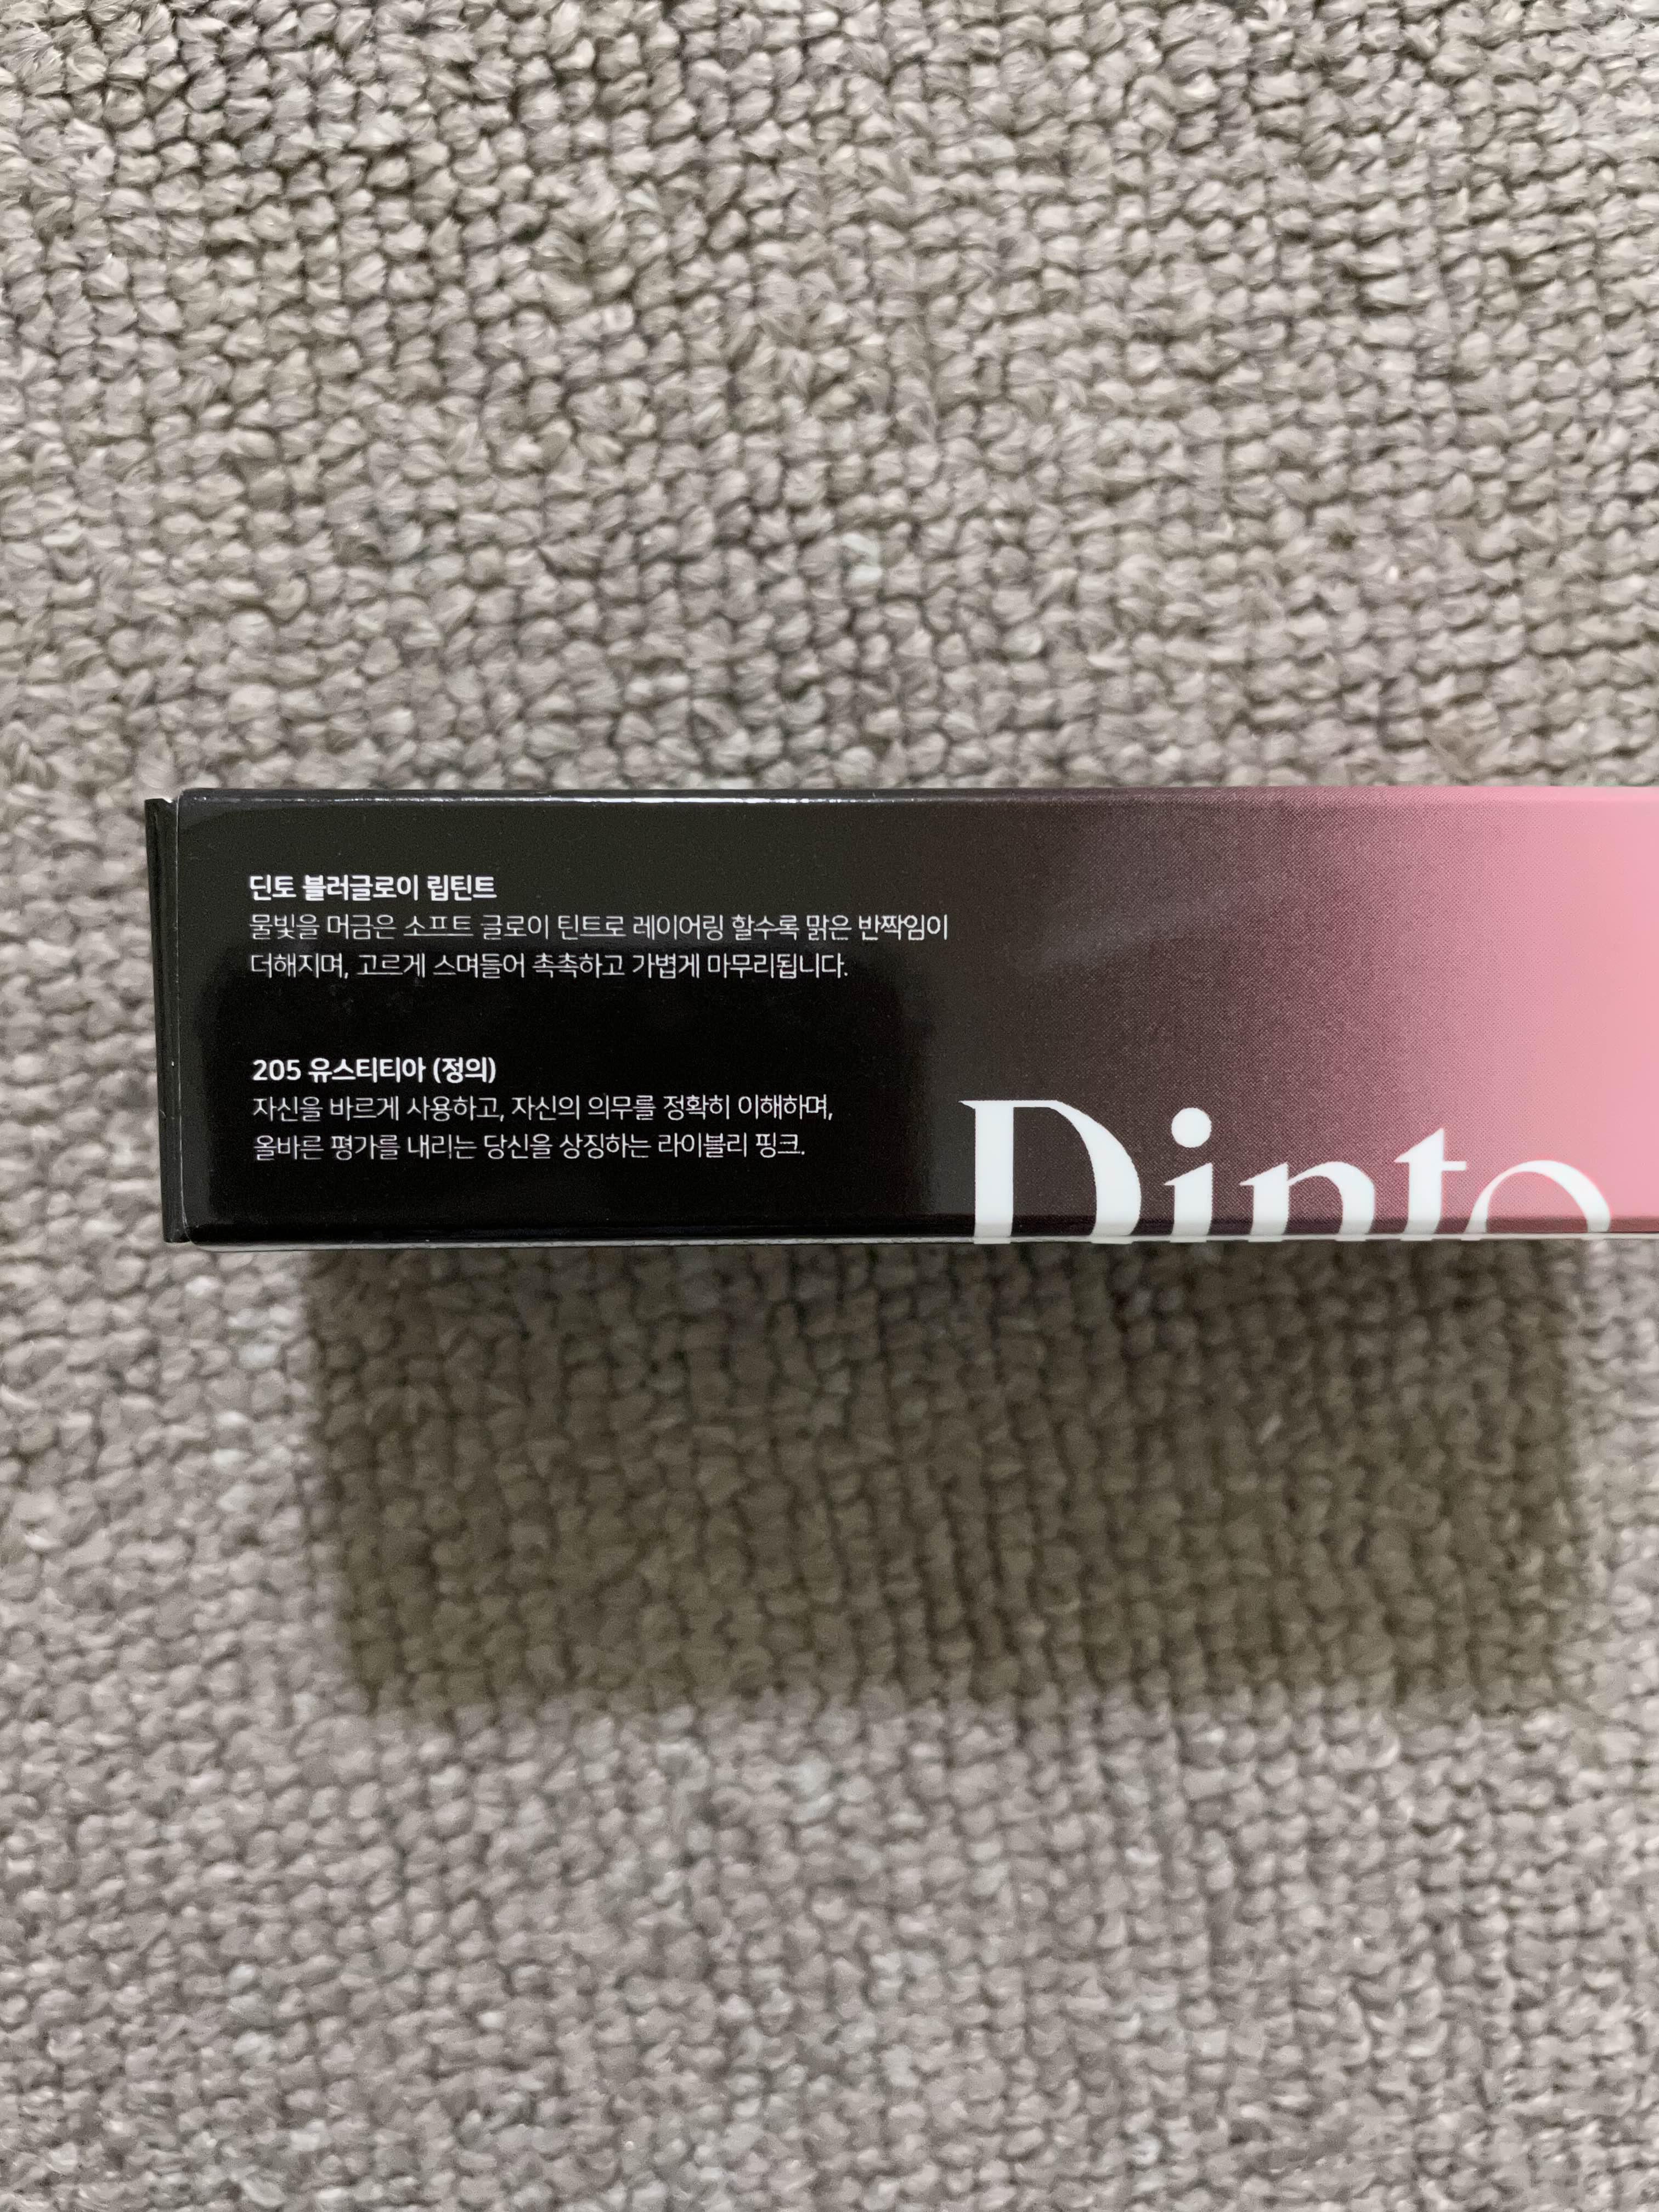 딘토 블러글로이 립틴트
물빛을 머금은 소프트 글로이 틴트로 레이어링 할수록 맑은 반짝임이
더해지며, 고르게 스며들어 촉촉하고 가볍게 마무리됩니다.
205 유스티티아 (정의)
자신을 바르게 사용하고, 자신의 의무를 정확히 이해하며,
올바른 평가를 내리는 당신을 상징하는 라이블리 핑크.
Dinto